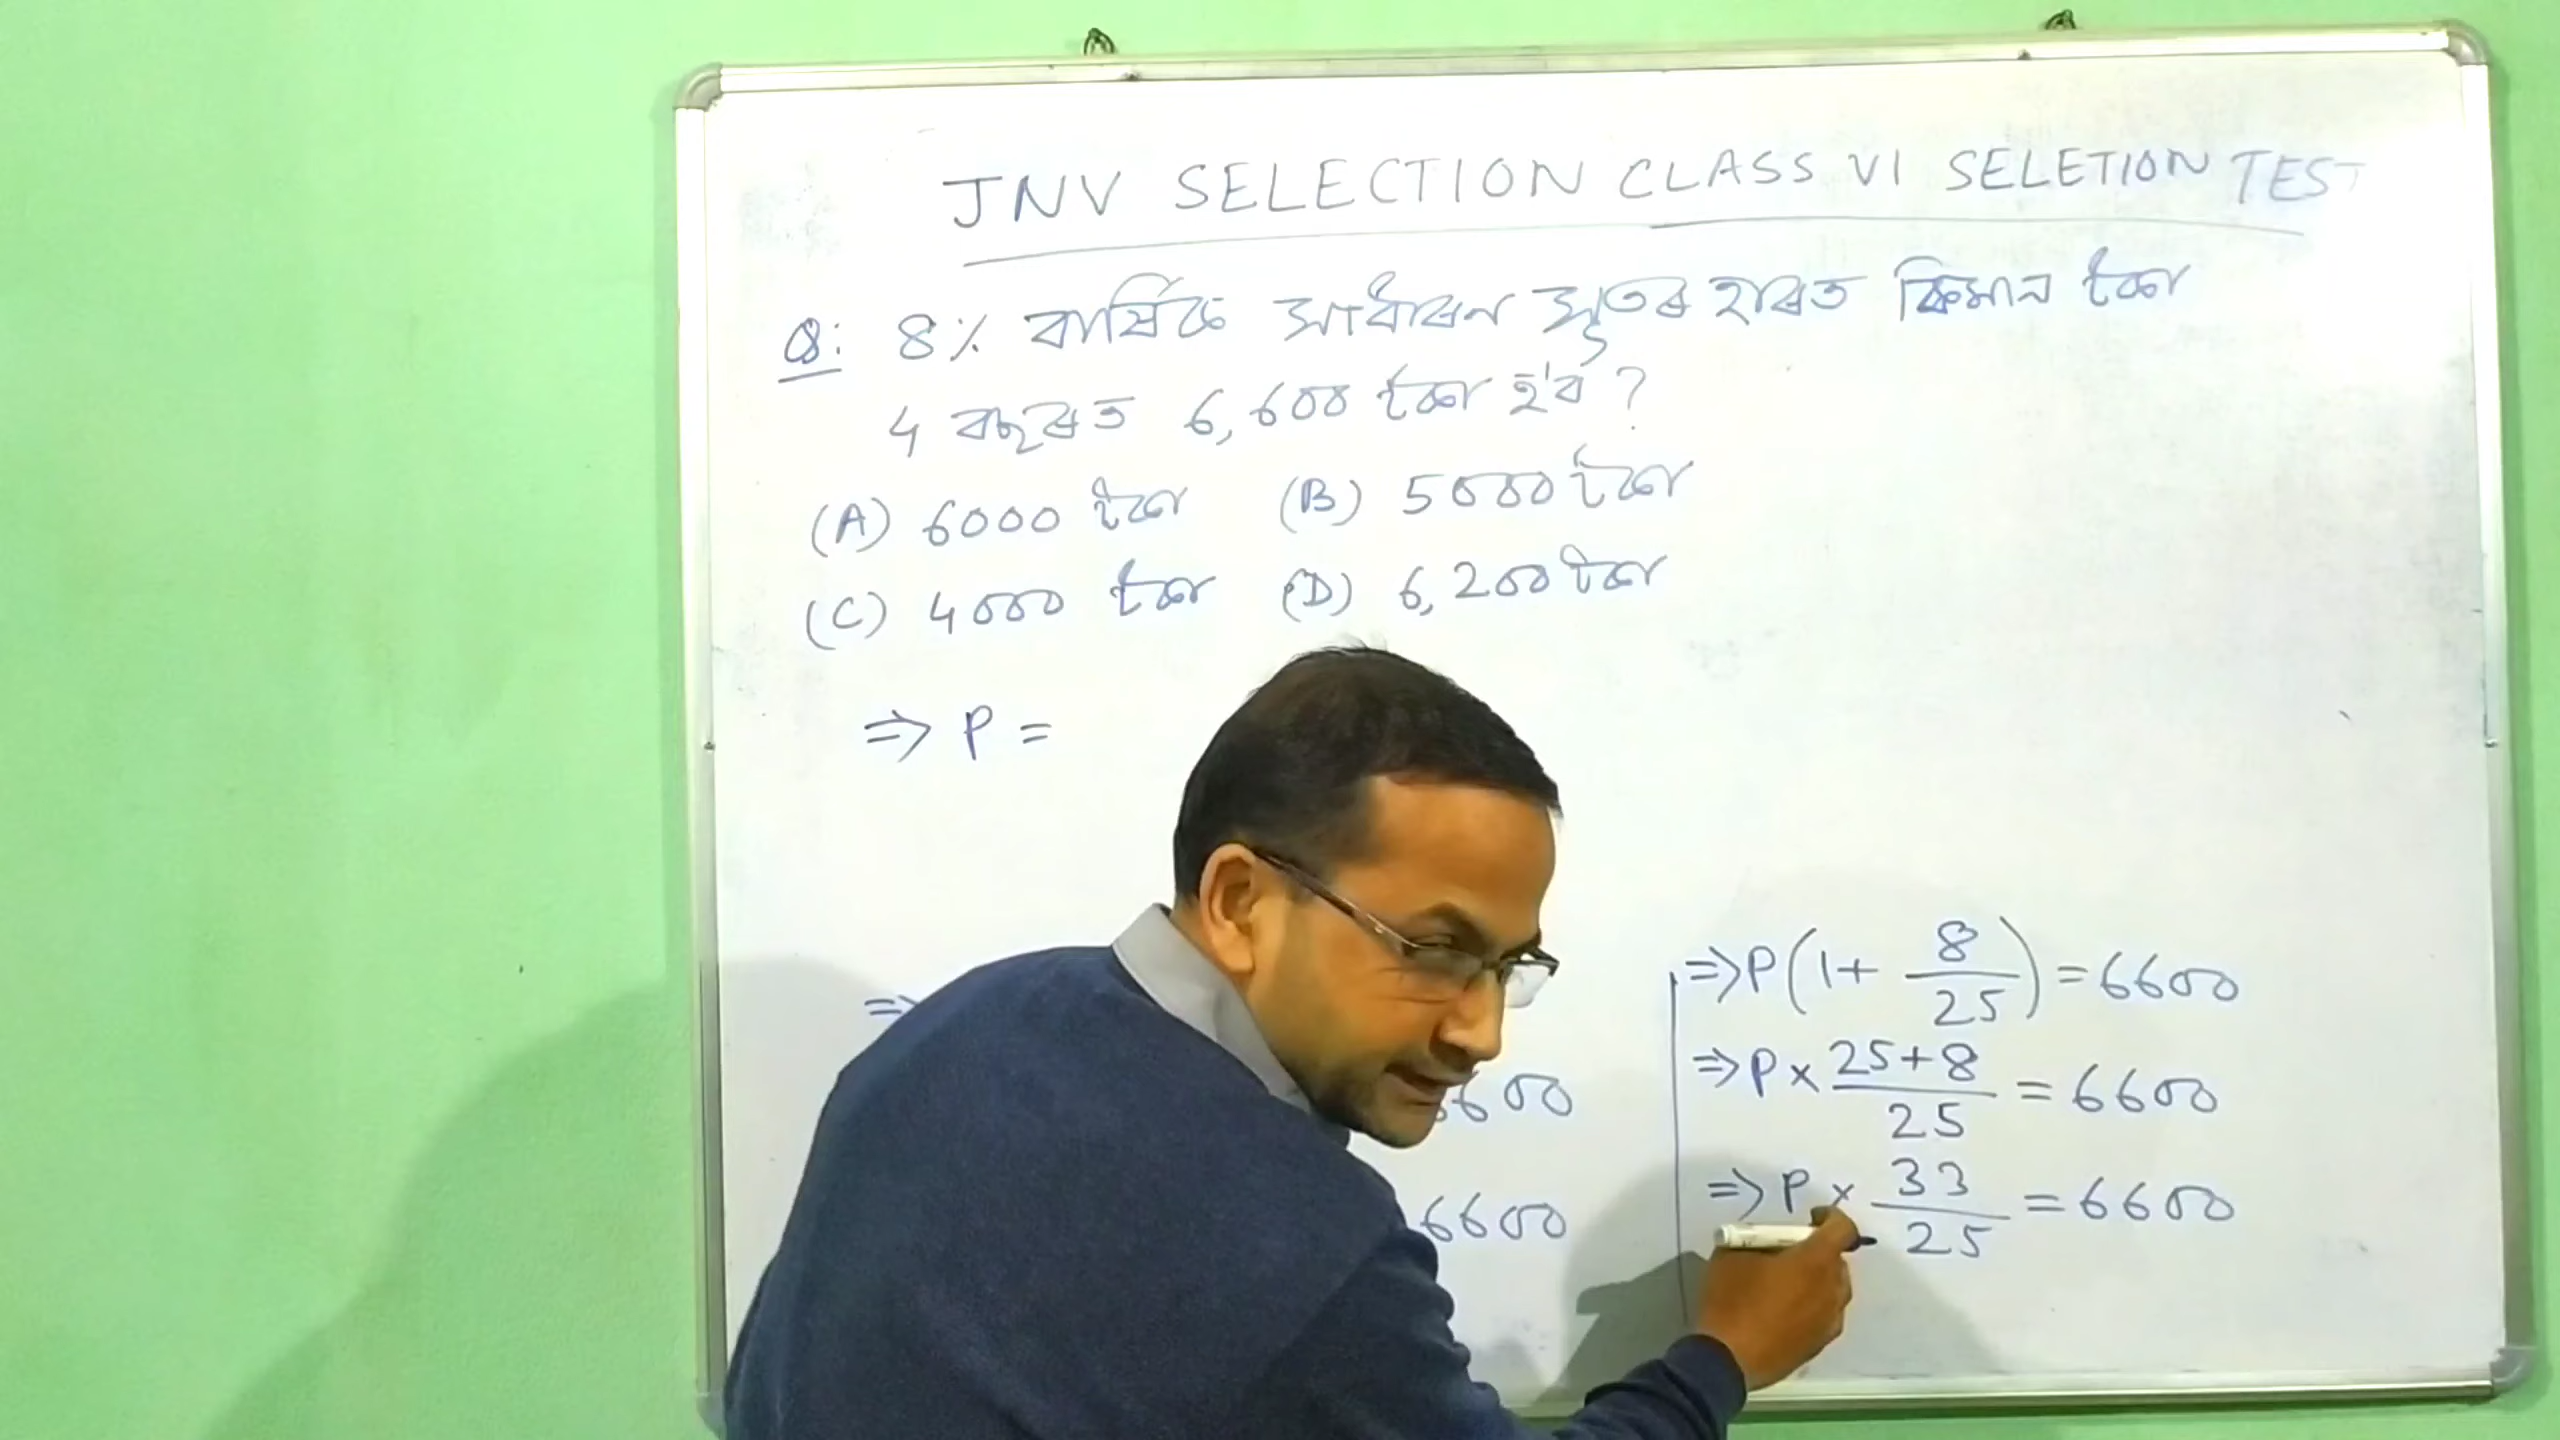 JNV SELECTION CLASS VI SELETION TEST
Q: 8% বাৰ্ষিক সাধাৰন সুতৰ হাৰত কিমান টকা
4 বছৰত 6,600 টকা হ'ব ?
(A) 6000 টকা (B) 5000 টকা
(C) 4000 টকা (D) 6,200 টকা
⇒ P =
⇒
6600
6600
⇒ P(1 + 8/25) = 6600
⇒ P × 25+8/25 = 6600
⇒ P × 33/25 = 6600